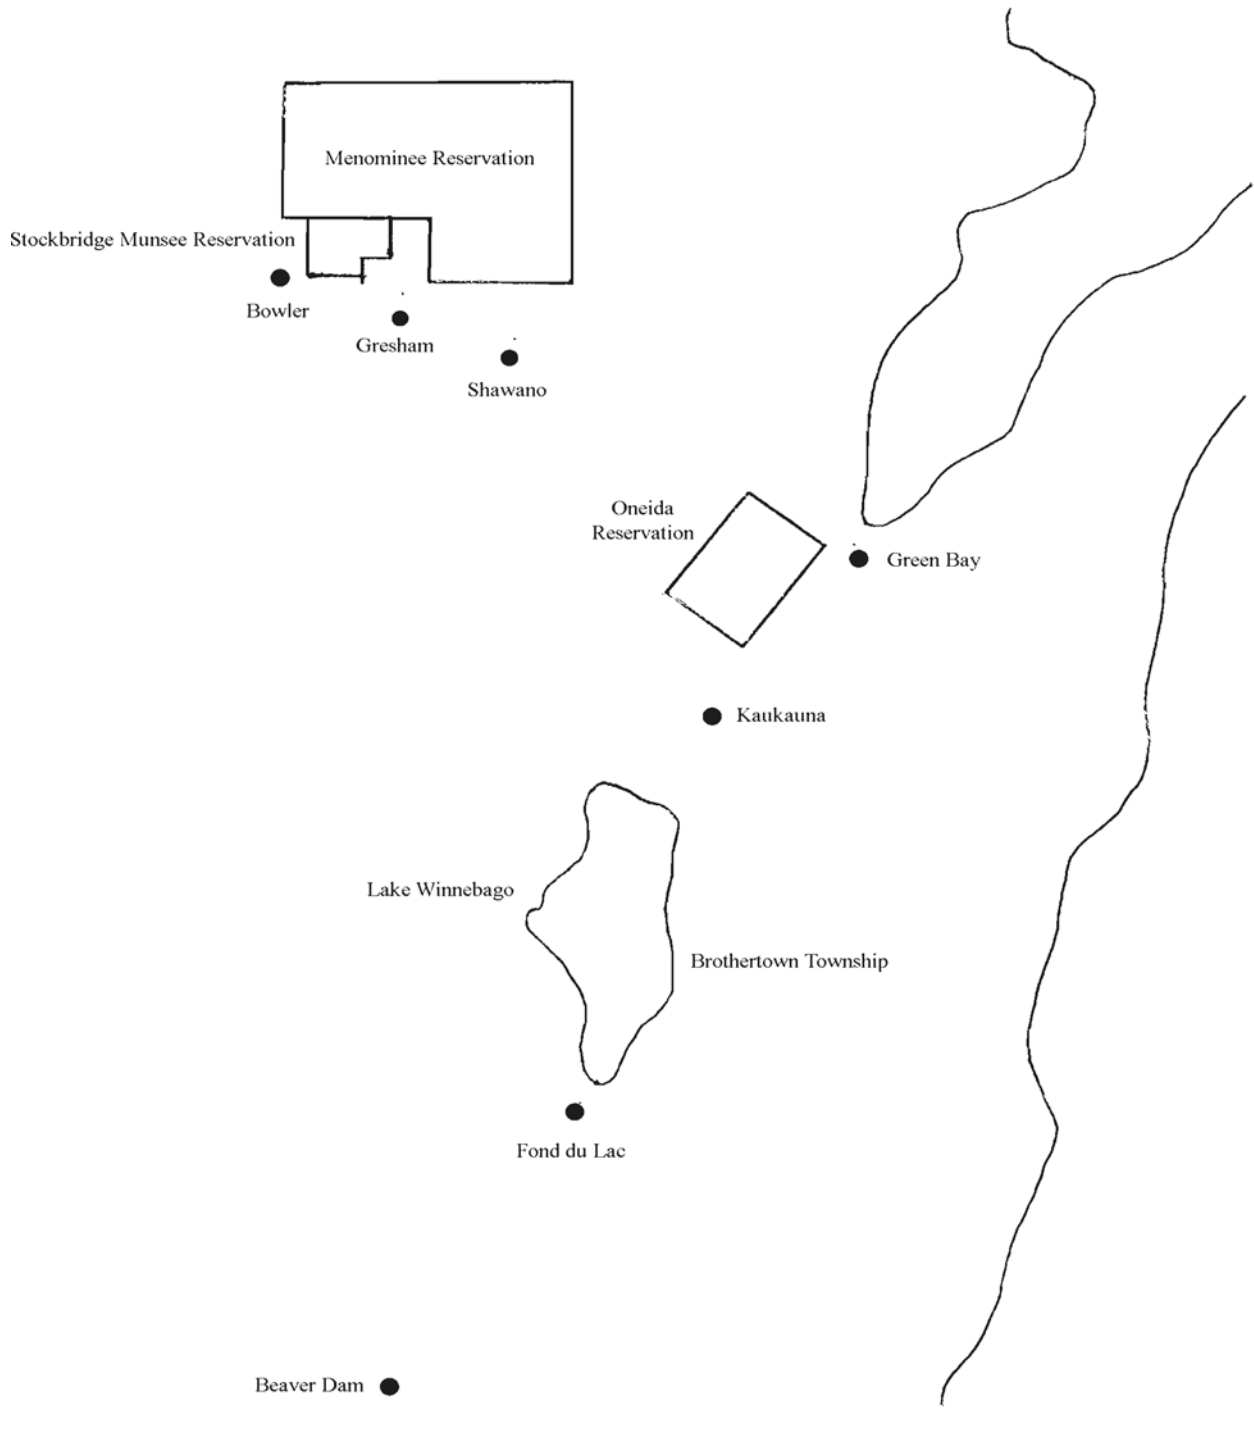 Menominee Reservation
Stockbridge Munsee Reservation
Bowler
Gresham
Shawano
Oneida
Reservation
Green Bay
Kaukauna
Lake Winnebago
Brothertown Township
Fond du Lac
Beaver Dam